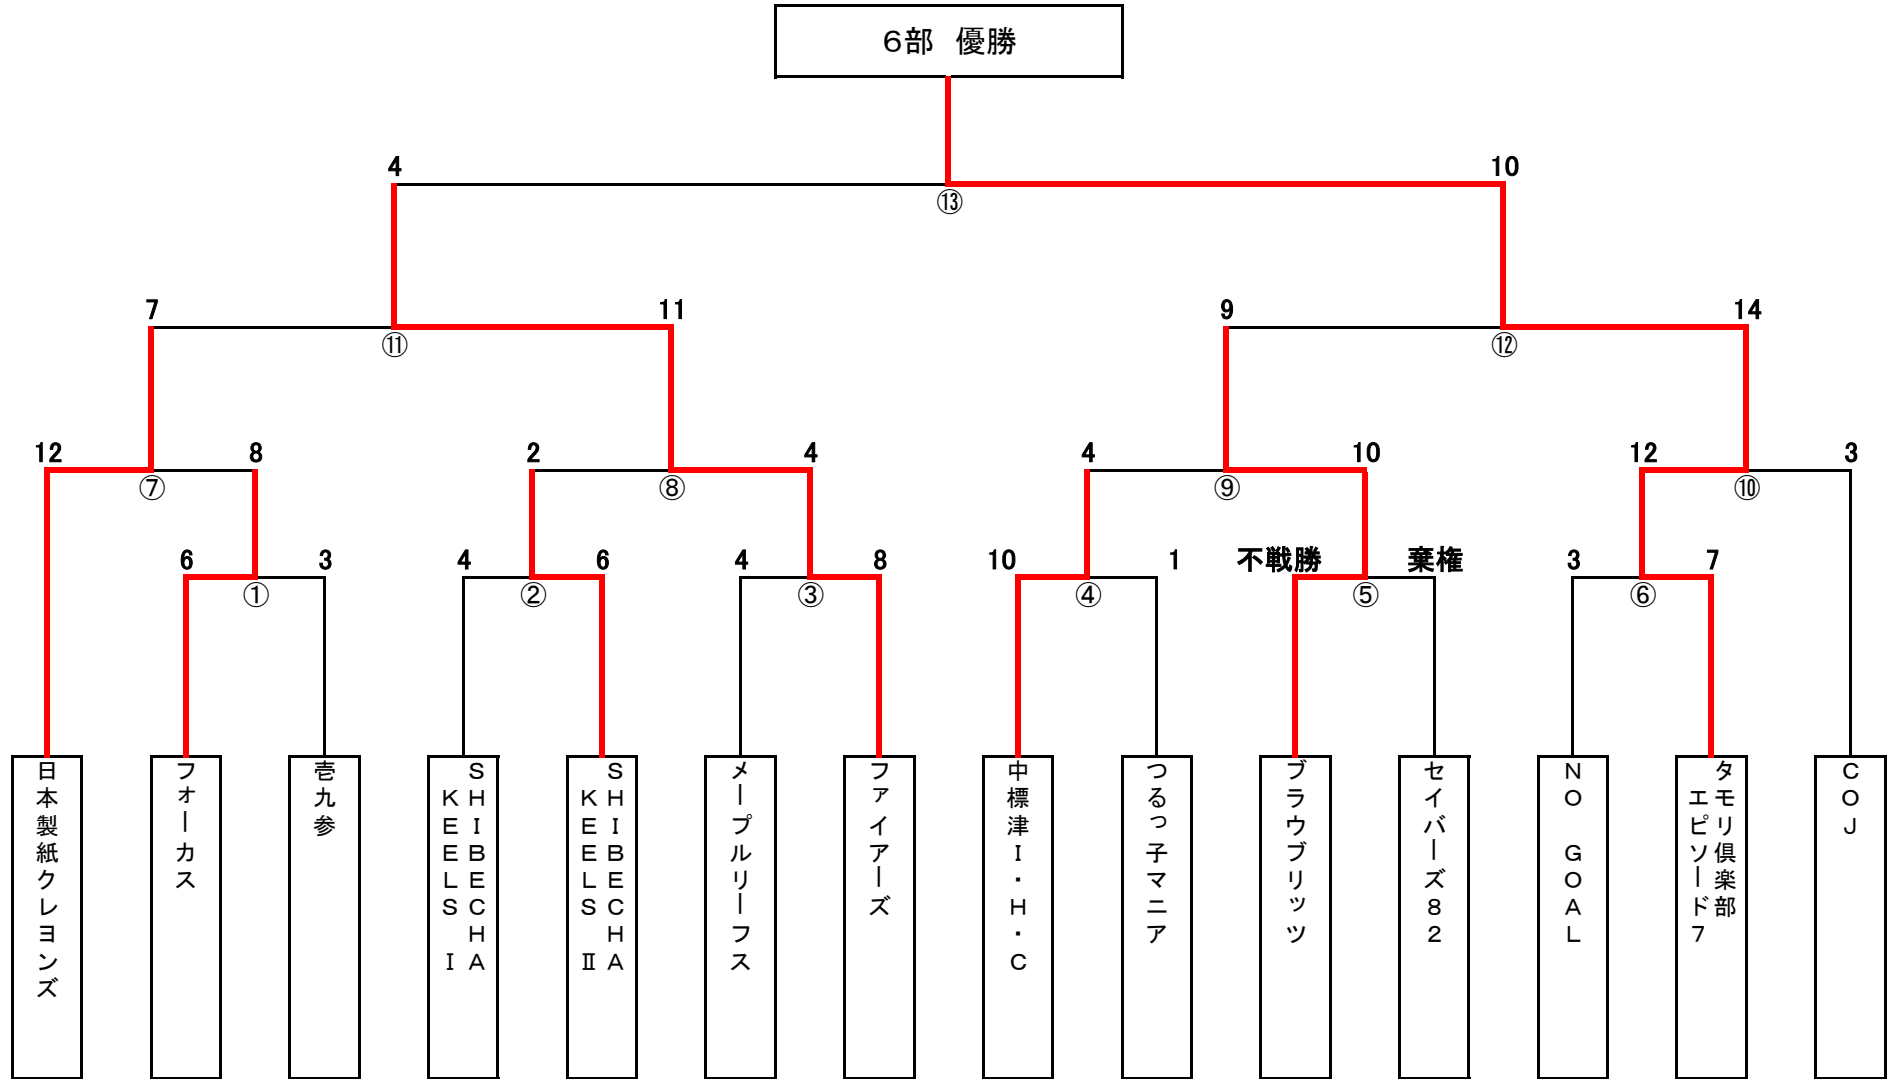 6部 優勝
4 10
⑬
7 11 9 14
⑪ ⑫
12 8 2 4 4 10 12 3
⑦ ⑧ ⑨ ⑩
6 3 4 6 4 8 10 1 不戦勝 棄権 3 7
① ② ③ ④ ⑤ ⑥
日本製紙クレヨンズ
フォーカス
壱九参
SHIBECHA
KEELS Ⅰ
SHIBECHA
KEELS Ⅱ
メープルリーフス
ファイアーズ
中標津I・H・C
つるっ子マニア
ブラウブリッツ
セイバーズ82
NO GOAL
タモリ倶楽部
エピソード7
COJ